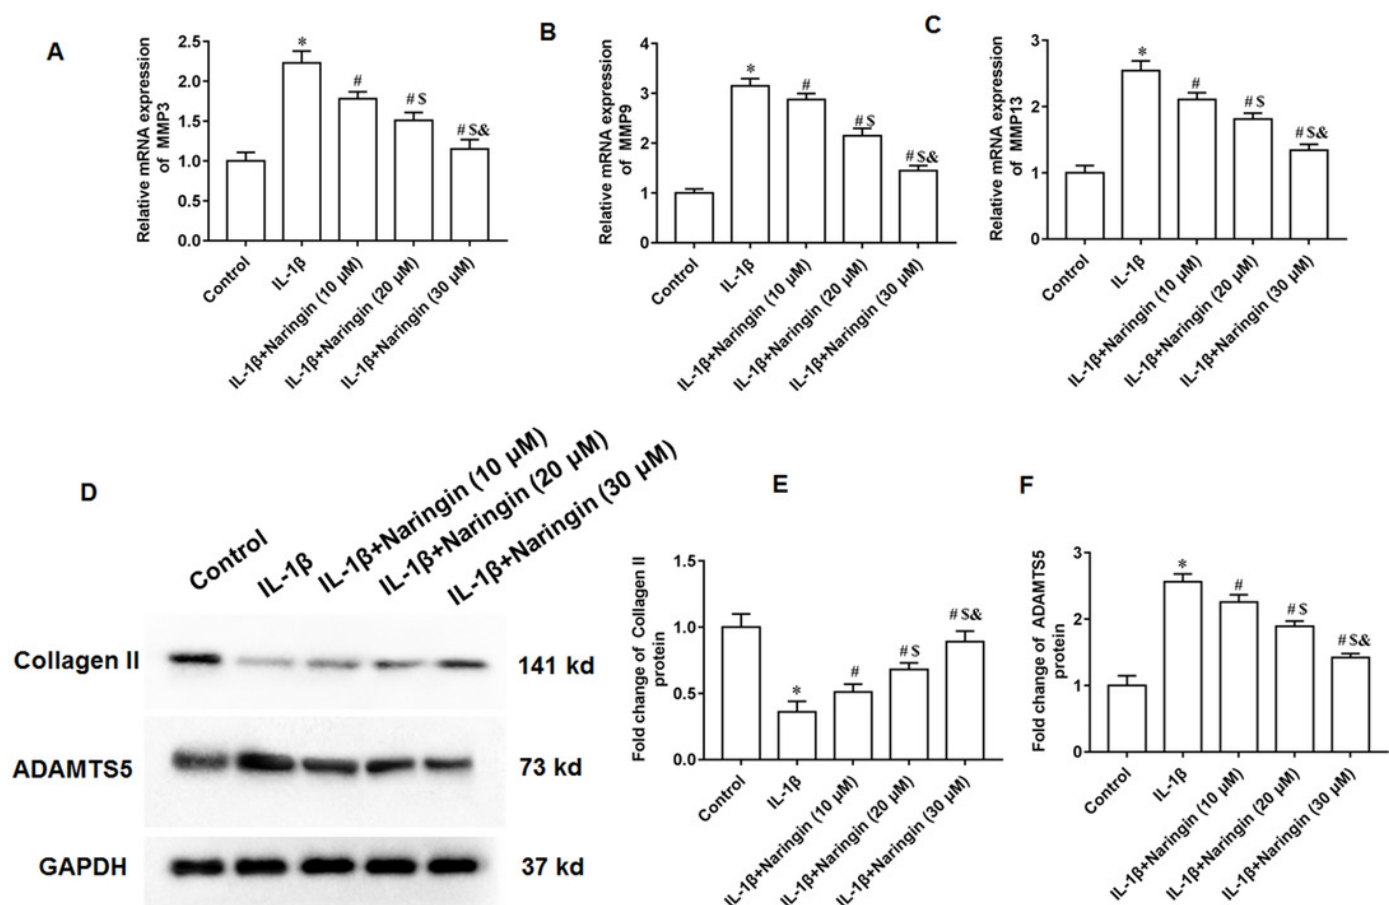 A
Relative mRNA expression
of MMP3
2.5
2.0
1.5
1.0
0.5
0.0
*
#
# $
# $&
Control
IL-1β
IL-1β+Naringin (10 μM)
IL-1β+Naringin (20 μM)
IL-1β+Naringin (30 μM)
B
Relative mRNA expression
of MMP9
4
3
2
1
0
*
#
# $
# $&
Control
IL-1β
IL-1β+Naringin (10 μM)
IL-1β+Naringin (20 μM)
IL-1β+Naringin (30 μM)
C
Relative mRNA expression
of MMP13
3
2
1
0
*
#
# $
# $&
Control
IL-1β
IL-1β+Naringin (10 μM)
IL-1β+Naringin (20 μM)
IL-1β+Naringin (30 μM)
D
Control
IL-1β
IL-1β+Naringin (10 μM)
IL-1β+Naringin (20 μM)
IL-1β+Naringin (30 μM)
Collagen II
141 kd
ADAMTS5
73 kd
GAPDH
37 kd
E
Fold change of Collagen II
protein
1.5
1.0
0.5
0.0
*
#
# $
# $&
Control
IL-1β
IL-1β+Naringin (10 μM)
IL-1β+Naringin (20 μM)
IL-1β+Naringin (30 μM)
F
Fold change of ADAMTS5
protein
3
2
1
0
*
#
# $
# $&
Control
IL-1β
IL-1β+Naringin (10 μM)
IL-1β+Naringin (20 μM)
IL-1β+Naringin (30 μM)